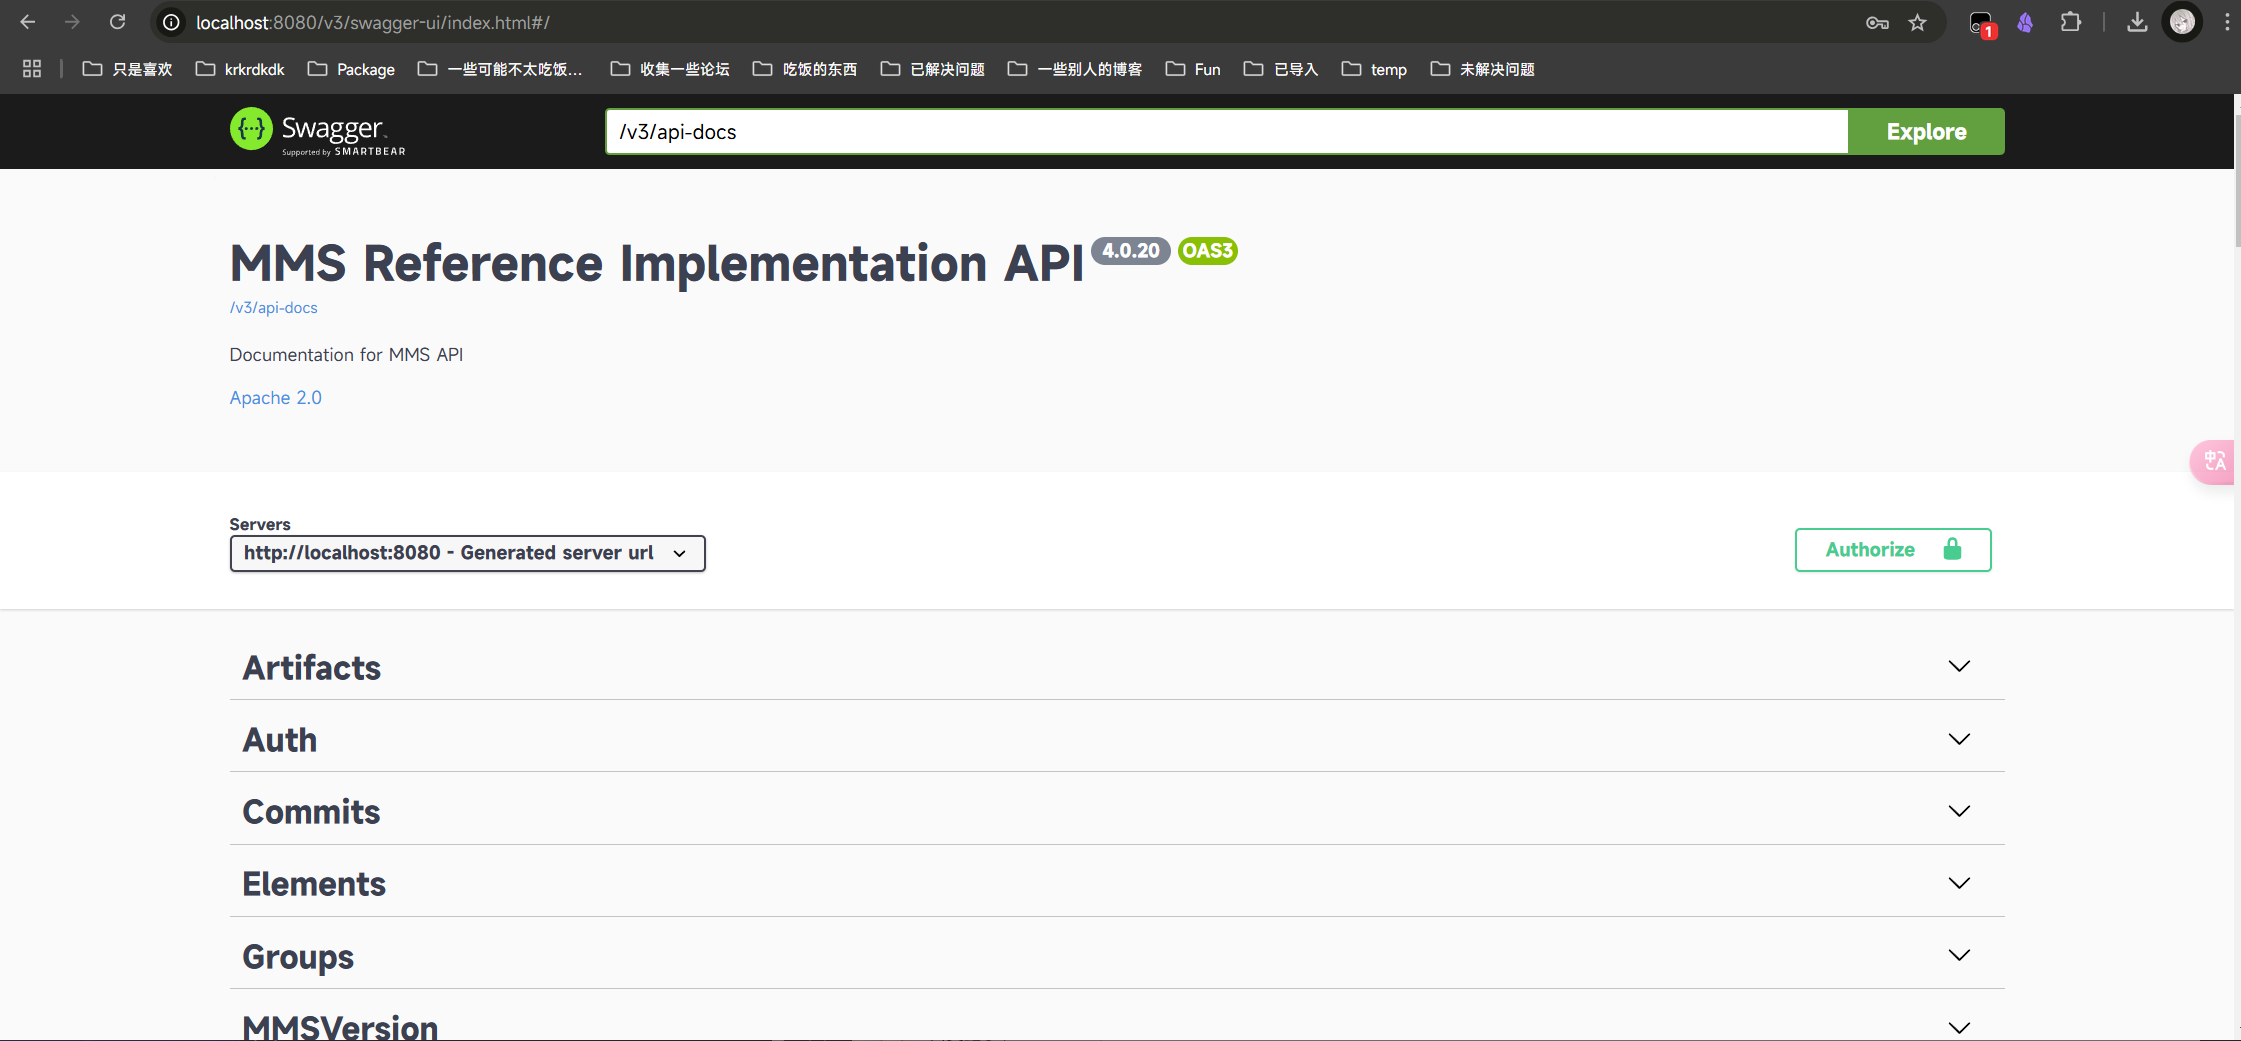 localhost:8080/v3/swagger-ui/index.html#/
1
只是喜欢 krkrdkdk Package 一些可能不太吃饭... 收集一些论坛 吃饭的东西 已解决问题 一些别人的博客 Fun 已导入 temp 未解决问题
Swagger
Supported by SMARTBEAR
/v3/api-docs
Explore
MMS Reference Implementation API 4.0.20 OAS3
/v3/api-docs
Documentation for MMS API
Apache 2.0
中A
Servers
http://localhost:8080 - Generated server url
Authorize
Artifacts
Auth
Commits
Elements
Groups
MMSVersion